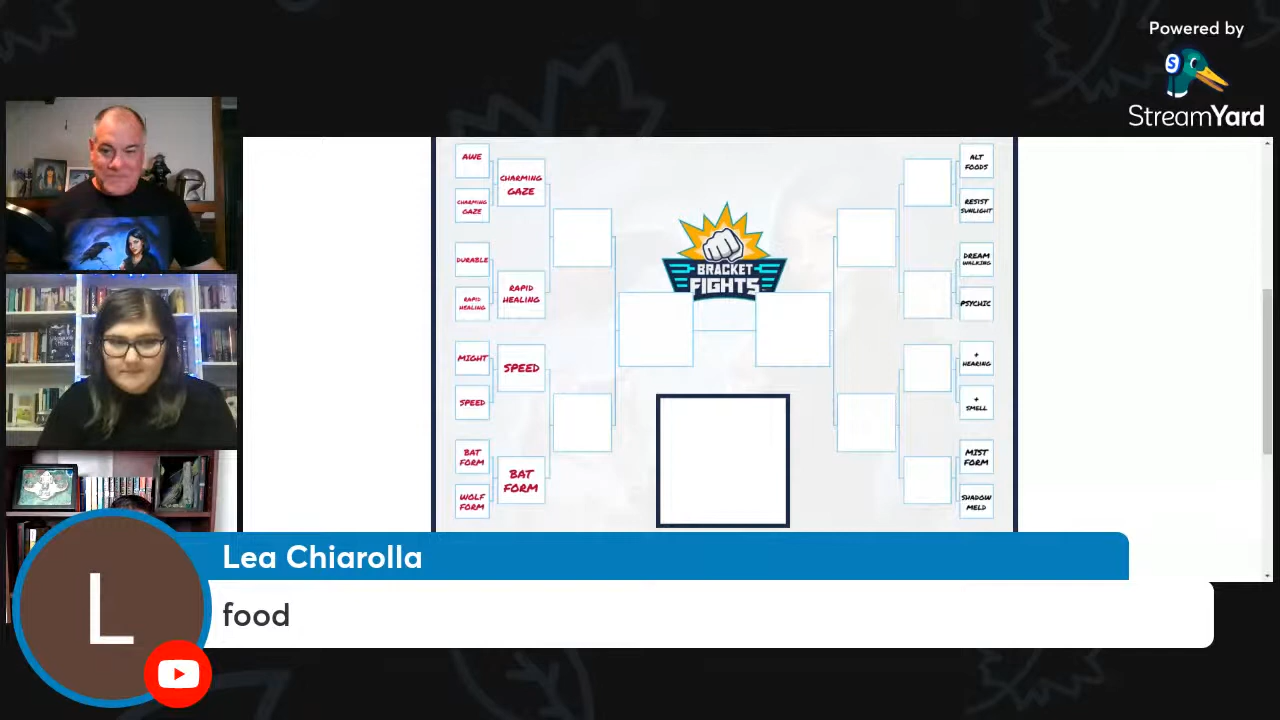 Powered by
S
StreamYard
AWE
CHARMING
GAZE
CHARMING
GAZE
DURABLE
RAPID
HEALING
RAPID
HEALING
MIGHT
SPEED
SPEED
BAT
FORM
BAT
FORM
WOLF
FORM
BRACKET
FIGHTS
ALT
FOODS
RESIST
SUNLIGHT
DREAM
WALKING
PSYCHIC
+
HEARING
+
SMELL
MIST
FORM
SHADOW
MELD
L
Lea Chiarolla
food